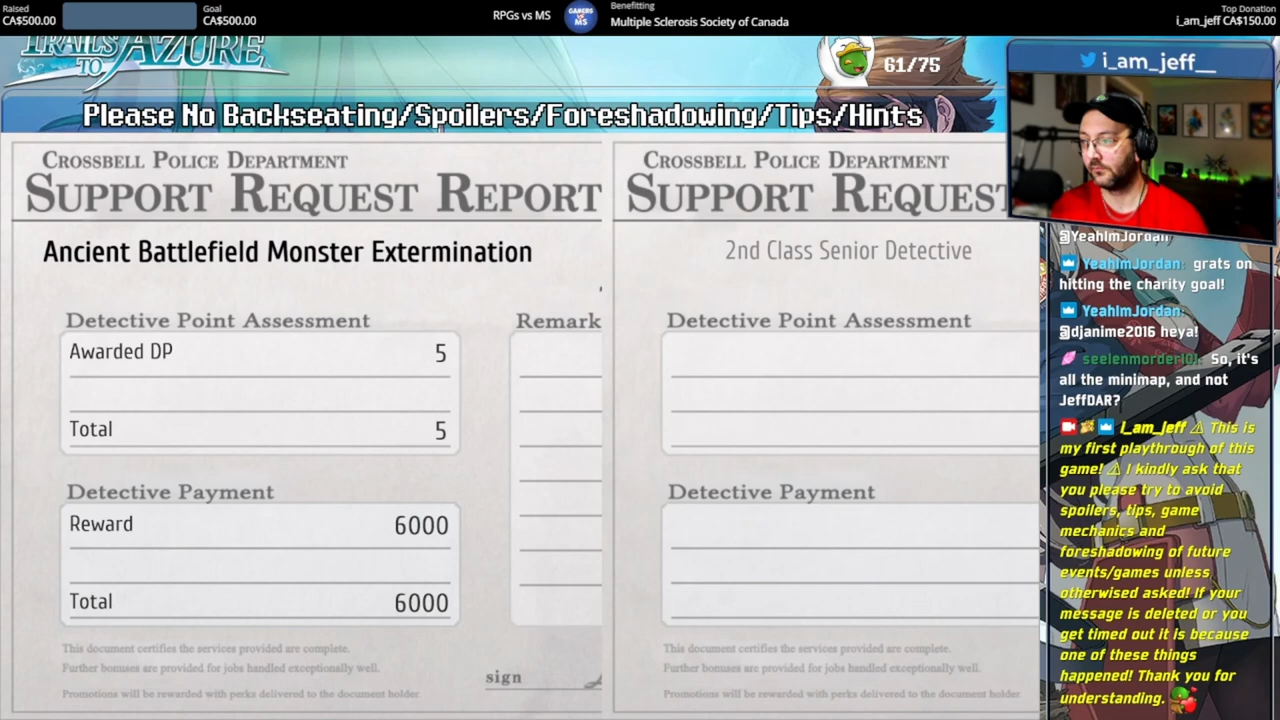 Raised
CA$500.00
Goal
CA$500.00
RPGs vs MS
GAMERS
VS
MS
Benefitting
Multiple Sclerosis Society of Canada
Top Donation
i_am_jeff CA$150.00
TRAILS
TO AZURE
61/75
i_am_jeff__
Please No Backseating/Spoilers/Foreshadowing/Tips/Hints
CROSSBELL POLICE DEPARTMENT
SUPPORT REQUEST REPORT
Ancient Battlefield Monster Extermination
Detective Point Assessment
Awarded DP 5
Total 5
Remark
Detective Payment
Reward 6000
Total 6000
This document certifies the services provided are complete.
Further bonuses are provided for jobs handled exceptionally well.
Promotions will be rewarded with perks delivered to the document holder.
sign
CROSSBELL POLICE DEPARTMENT
SUPPORT REQUEST
2nd Class Senior Detective
Detective Point Assessment
Detective Payment
This document certifies the services provided are complete.
Further bonuses are provided for jobs handled exceptionally well.
Promotions will be rewarded with perks delivered to the document holder.
@YeahImJordan
YeahImJordan: grats on
hitting the charity goal!
YeahImJordan:
@djanime2016 heya!
seelenmorder101: So, it's
all the minimap, and not
JeffDAR?
i_am_jeff ⚠ This is
my first playthrough of this
game! ⚠ I kindly ask that
you please try to avoid
spoilers, tips, game
mechanics and
foreshadowing of future
events/games unless
otherwised asked! If your
message is deleted or you
get timed out it is because
one of these things
happened! Thank you for
understanding.